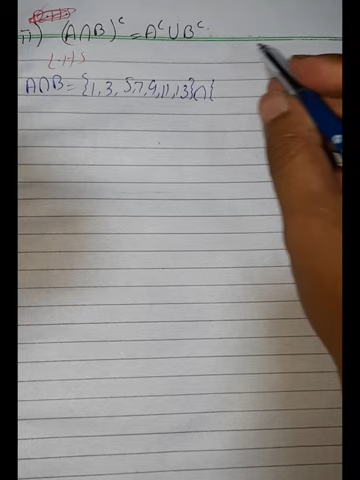 ii) (A∩B)ᶜ = Aᶜ∪Bᶜ
L.H.S
A∩B = {1, 3, 5, 7, 9, 11, 13}∩{